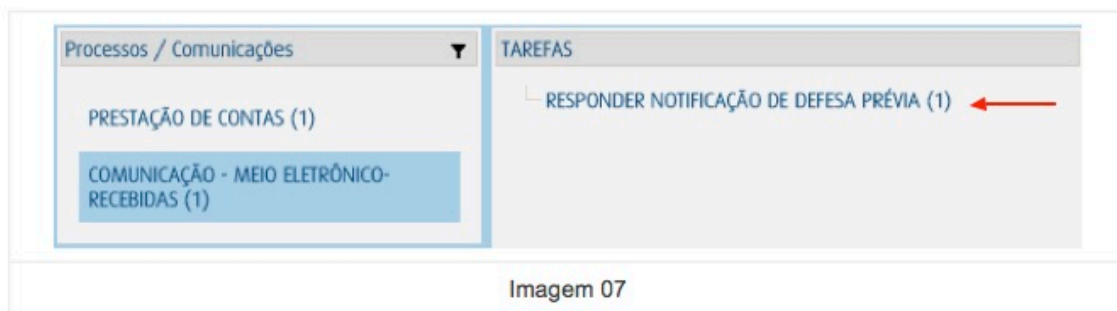 Processos / Comunicações
TAREFAS
PRESTAÇÃO DE CONTAS (1)
COMUNICAÇÃO - MEIO ELETRÔNICO-
RECEBIDAS (1)
RESPONDER NOTIFICAÇÃO DE DEFESA PRÉVIA (1)
Imagem 07